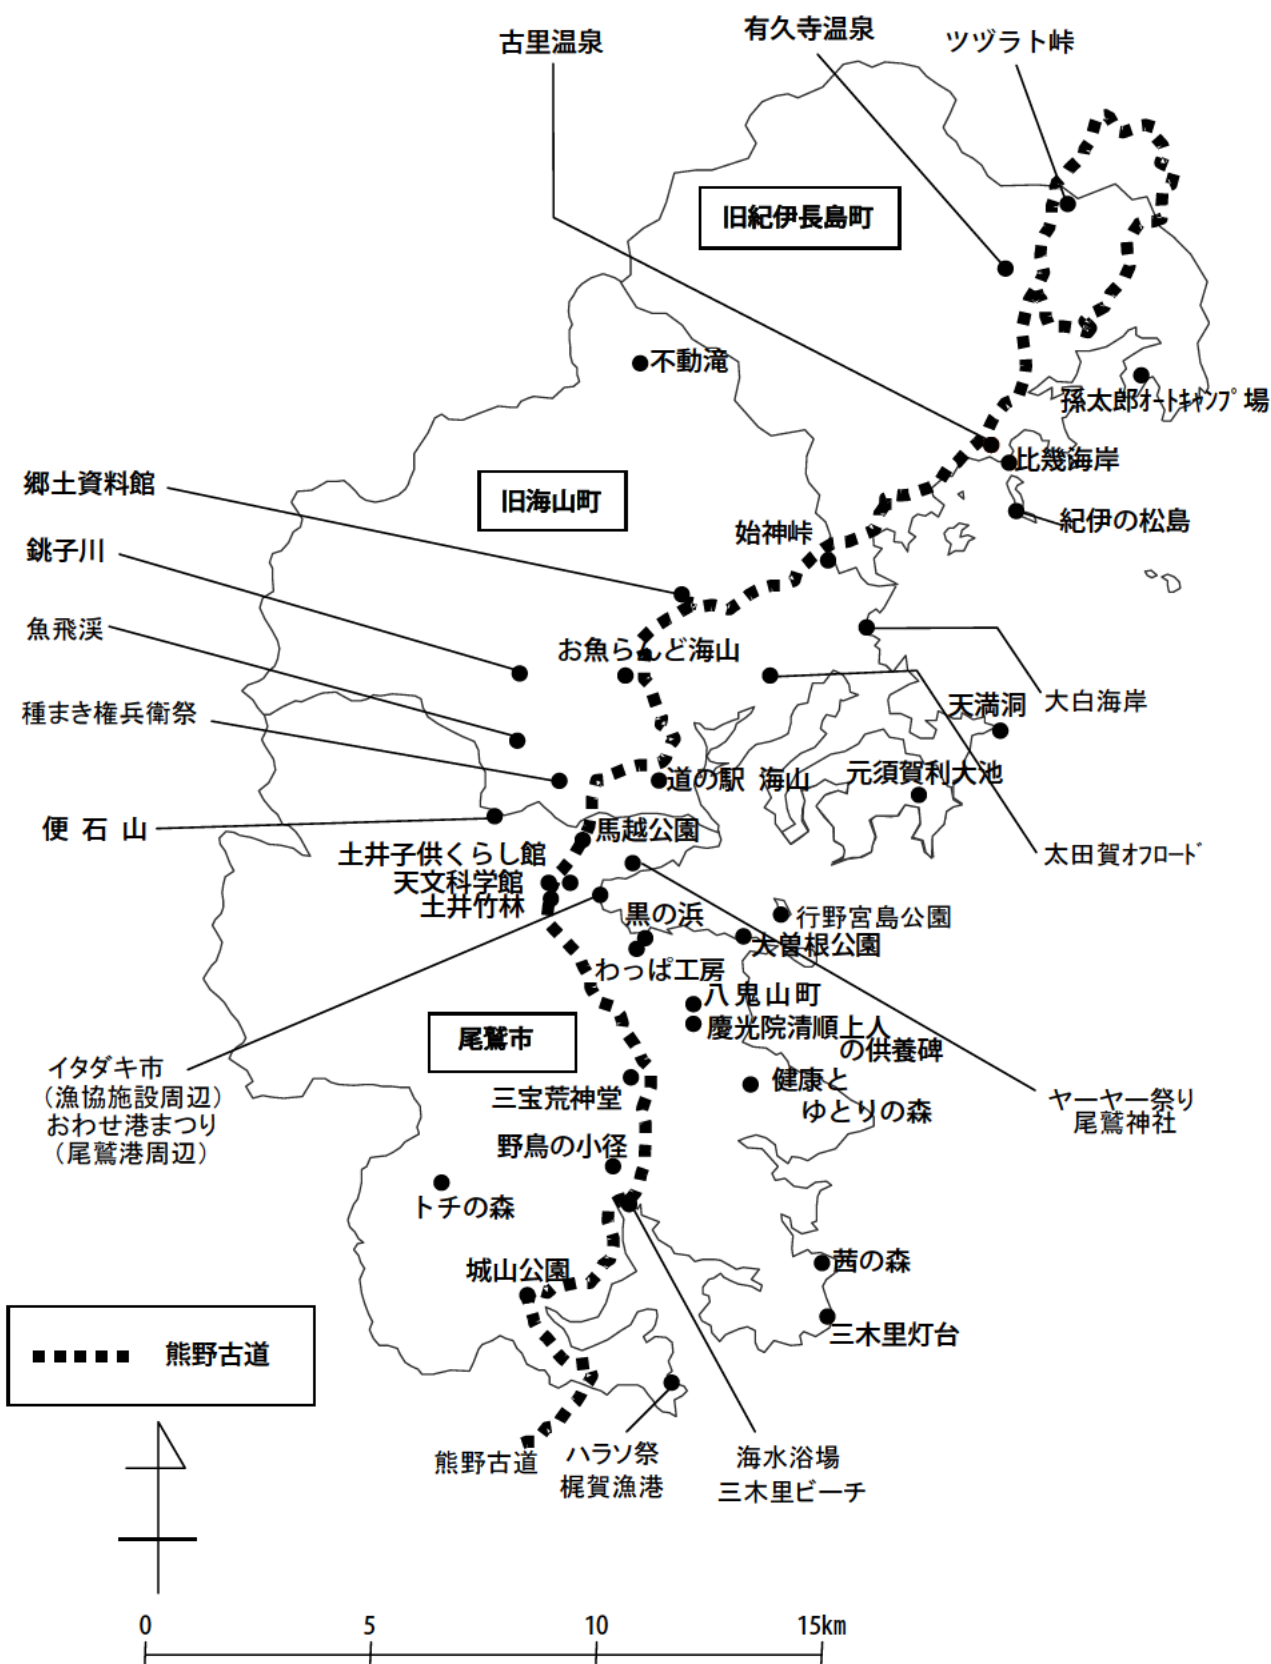 古里温泉
有久寺温泉
ツヅラト峠
旧紀伊長島町
不動滝
孫太郎ｵｰﾄｷｬﾝﾌﾟ場
比幾海岸
郷土資料館
旧海山町
紀伊の松島
始神峠
銚子川
魚飛渓
お魚らんど海山
種まき権兵衛祭
大白海岸
天満洞
元須賀利大池
道の駅 海山
便 石 山
馬越公園
土井子供くらし館
太田賀ｵﾌﾛｰﾄﾞ
天文科学館
土井竹林
黒の浜
行野宮島公園
大曽根公園
わっぱ工房
八鬼山町
慶光院清順上人
の供養碑
尾鷲市
イタダキ市
（漁協施設周辺）
おわせ港まつり
（尾鷲港周辺）
三宝荒神堂
健康と
ゆとりの森
ヤーヤー祭り
尾鷲神社
野鳥の小径
トチの森
城山公園
茜の森
三木里灯台
熊野古道
熊野古道
ハラソ祭
梶賀漁港
海水浴場
三木里ビーチ
0 5 10 15km